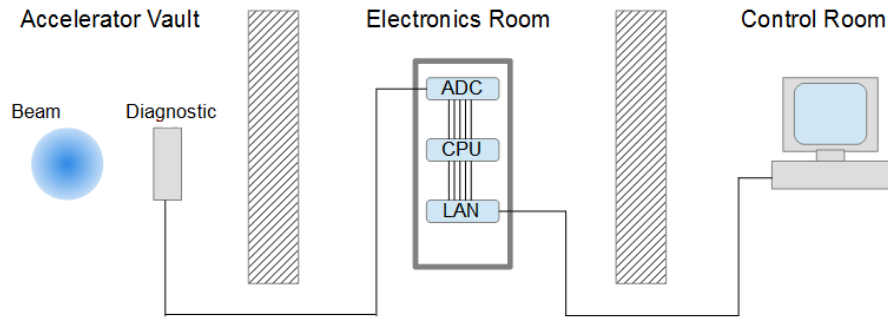 Accelerator Vault
Electronics Room
Control Room
Beam
Diagnostic
ADC
CPU
LAN